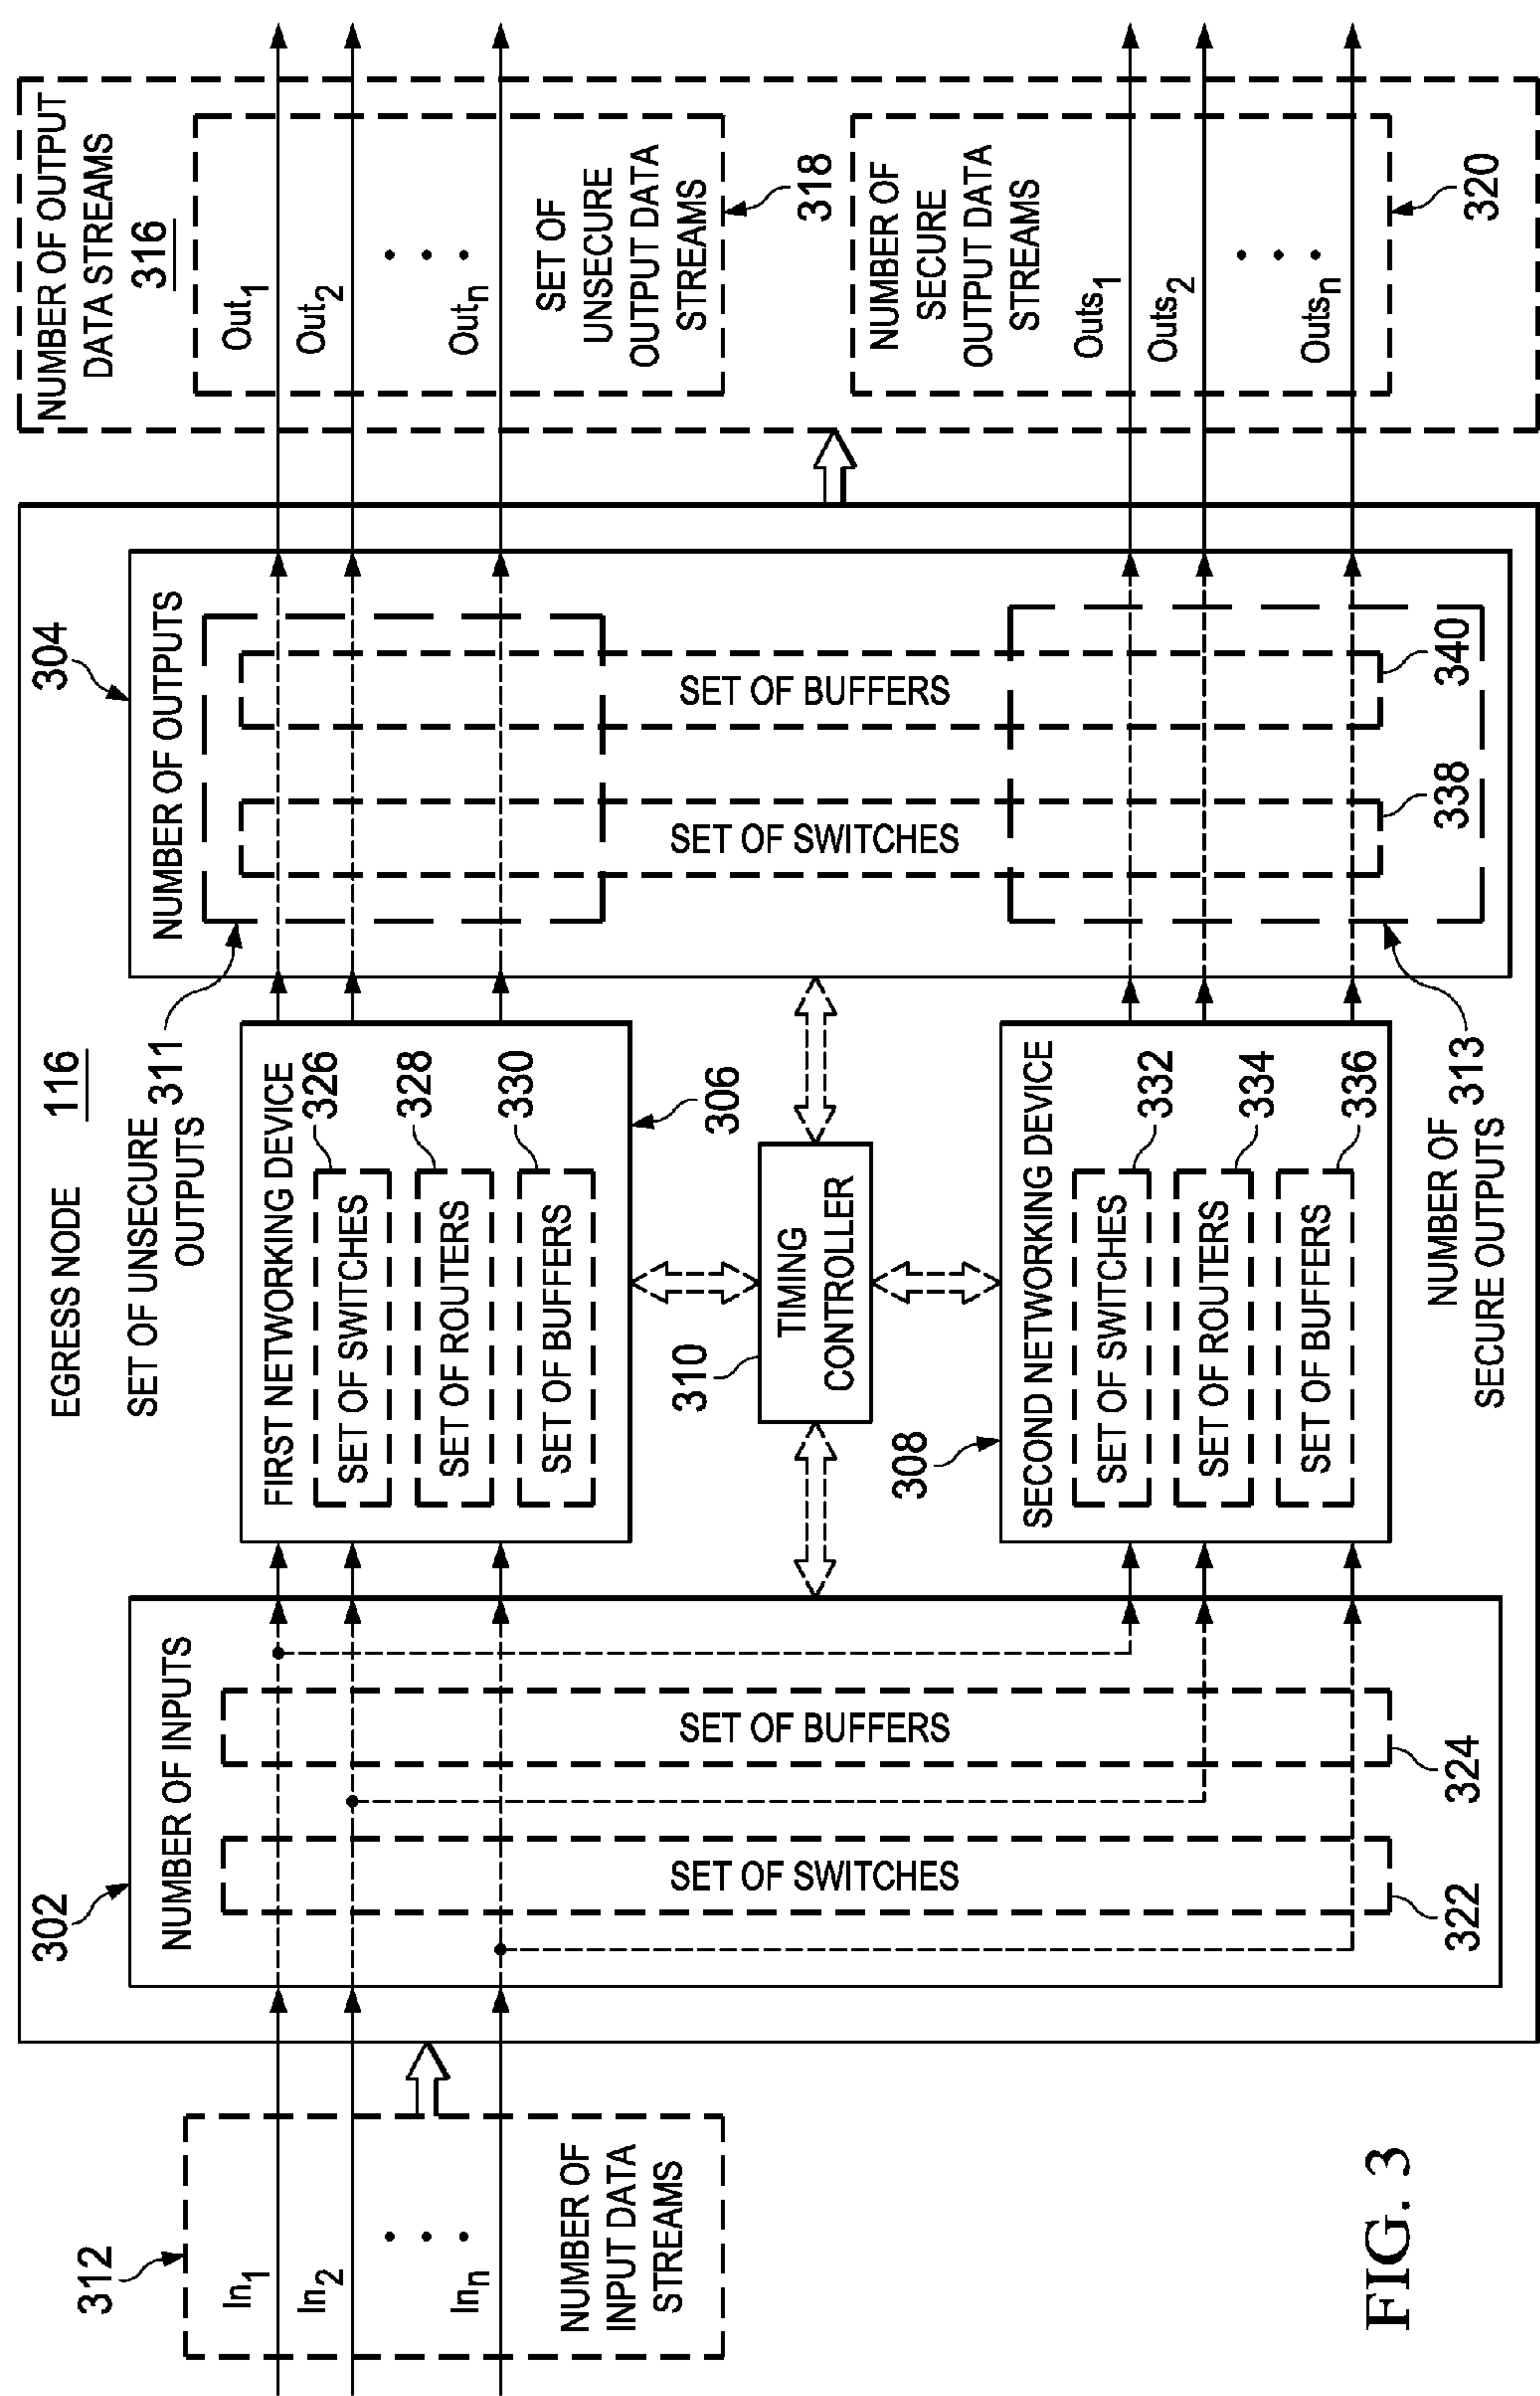 312
In1
In2
Inn
NUMBER OF
INPUT DATA
STREAMS
EGRESS NODE
116
302
NUMBER OF INPUTS
SET OF SWITCHES
322
SET OF BUFFERS
324
SET OF UNSECURE
OUTPUTS
311
FIRST NETWORKING DEVICE
SET OF SWITCHES
326
SET OF ROUTERS
328
SET OF BUFFERS
330
306
310
TIMING
CONTROLLER
308
SECOND NETWORKING DEVICE
SET OF SWITCHES
332
SET OF ROUTERS
334
SET OF BUFFERS
336
NUMBER OF
SECURE OUTPUTS
313
304
NUMBER OF OUTPUTS
SET OF SWITCHES
338
SET OF BUFFERS
340
NUMBER OF OUTPUT
DATA STREAMS
316
Out1
Out2
Outn
SET OF
UNSECURE
OUTPUT DATA
STREAMS
318
NUMBER OF
SECURE
OUTPUT DATA
STREAMS
Outs1
Outs2
Outsn
320
FIG. 3